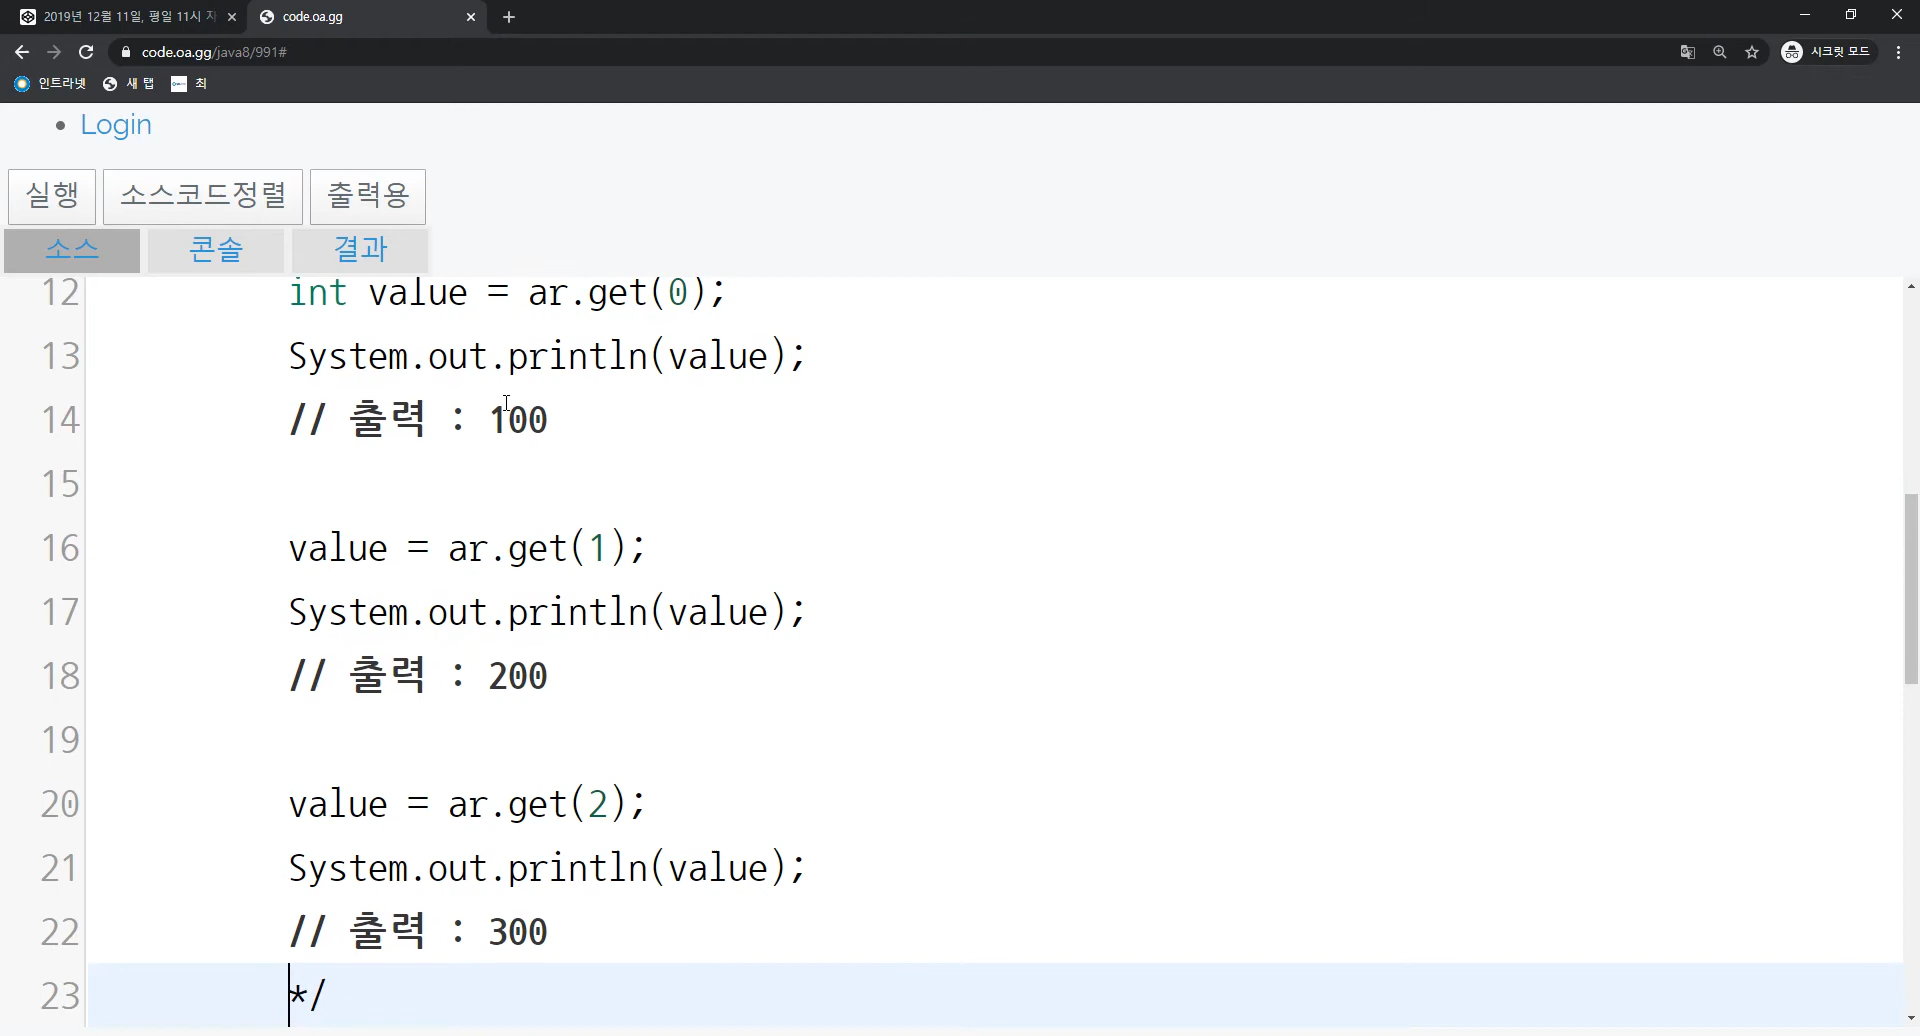 2019년 12월 11일, 평일 11시 자
code.oa.gg
code.oa.gg/java8/991#
시크릿 모드
인트라넷
새 탭
최
Login
실행
소스코드정렬
출력용
소스
콘솔
결과
12 int value = ar.get(0);
13 System.out.println(value);
14 // 출력 : 100
15
16 value = ar.get(1);
17 System.out.println(value);
18 // 출력 : 200
19
20 value = ar.get(2);
21 System.out.println(value);
22 // 출력 : 300
23 */